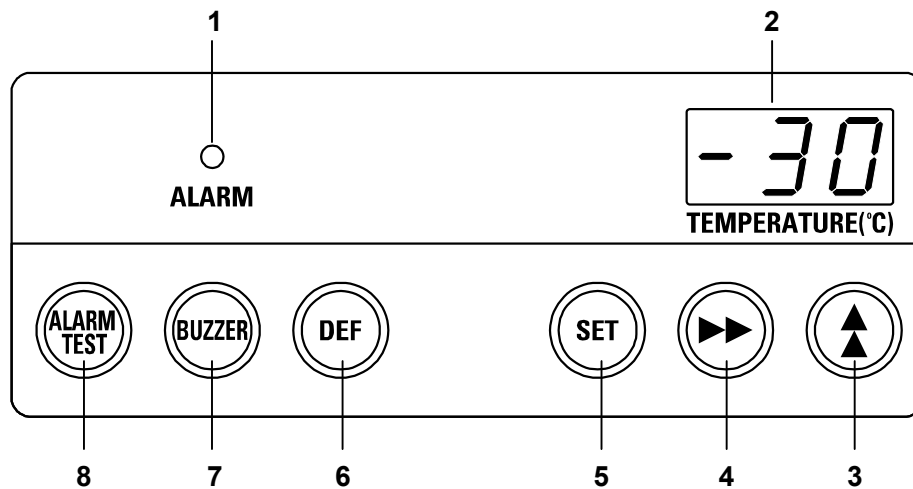 1 2
-30
ALARM
TEMPERATURE(°C)
ALARM
TEST
BUZZER
DEF
SET
8 7 6 5 4 3